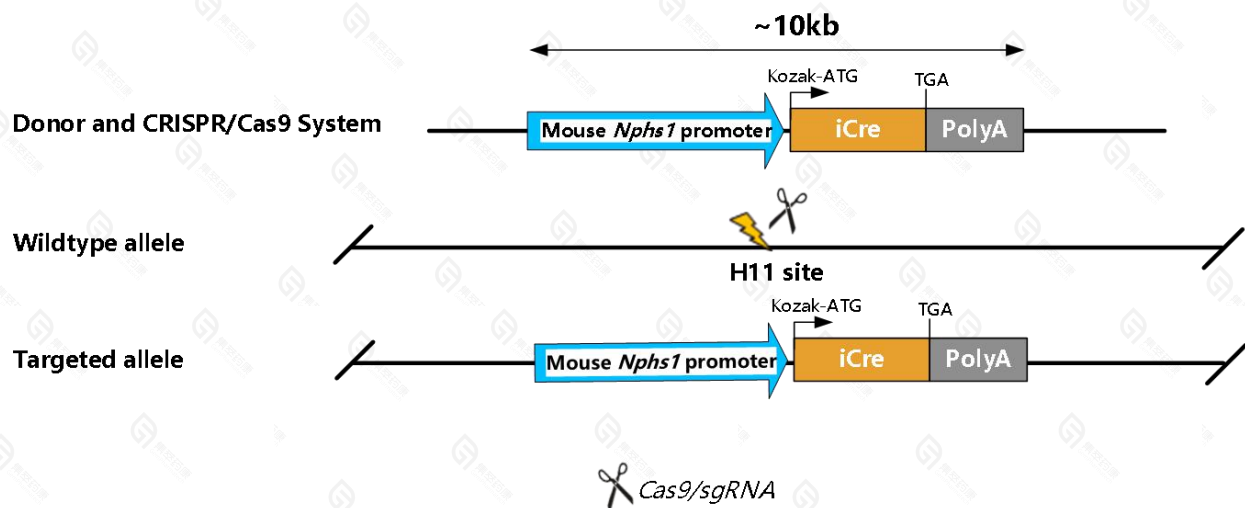 ~10kb
Kozak-ATG
TGA
Donor and CRISPR/Cas9 System
Mouse Nphs1 promoter
iCre
PolyA
Wildtype allele
H11 site
Kozak-ATG
TGA
Targeted allele
Mouse Nphs1 promoter
iCre
PolyA
Cas9/sgRNA